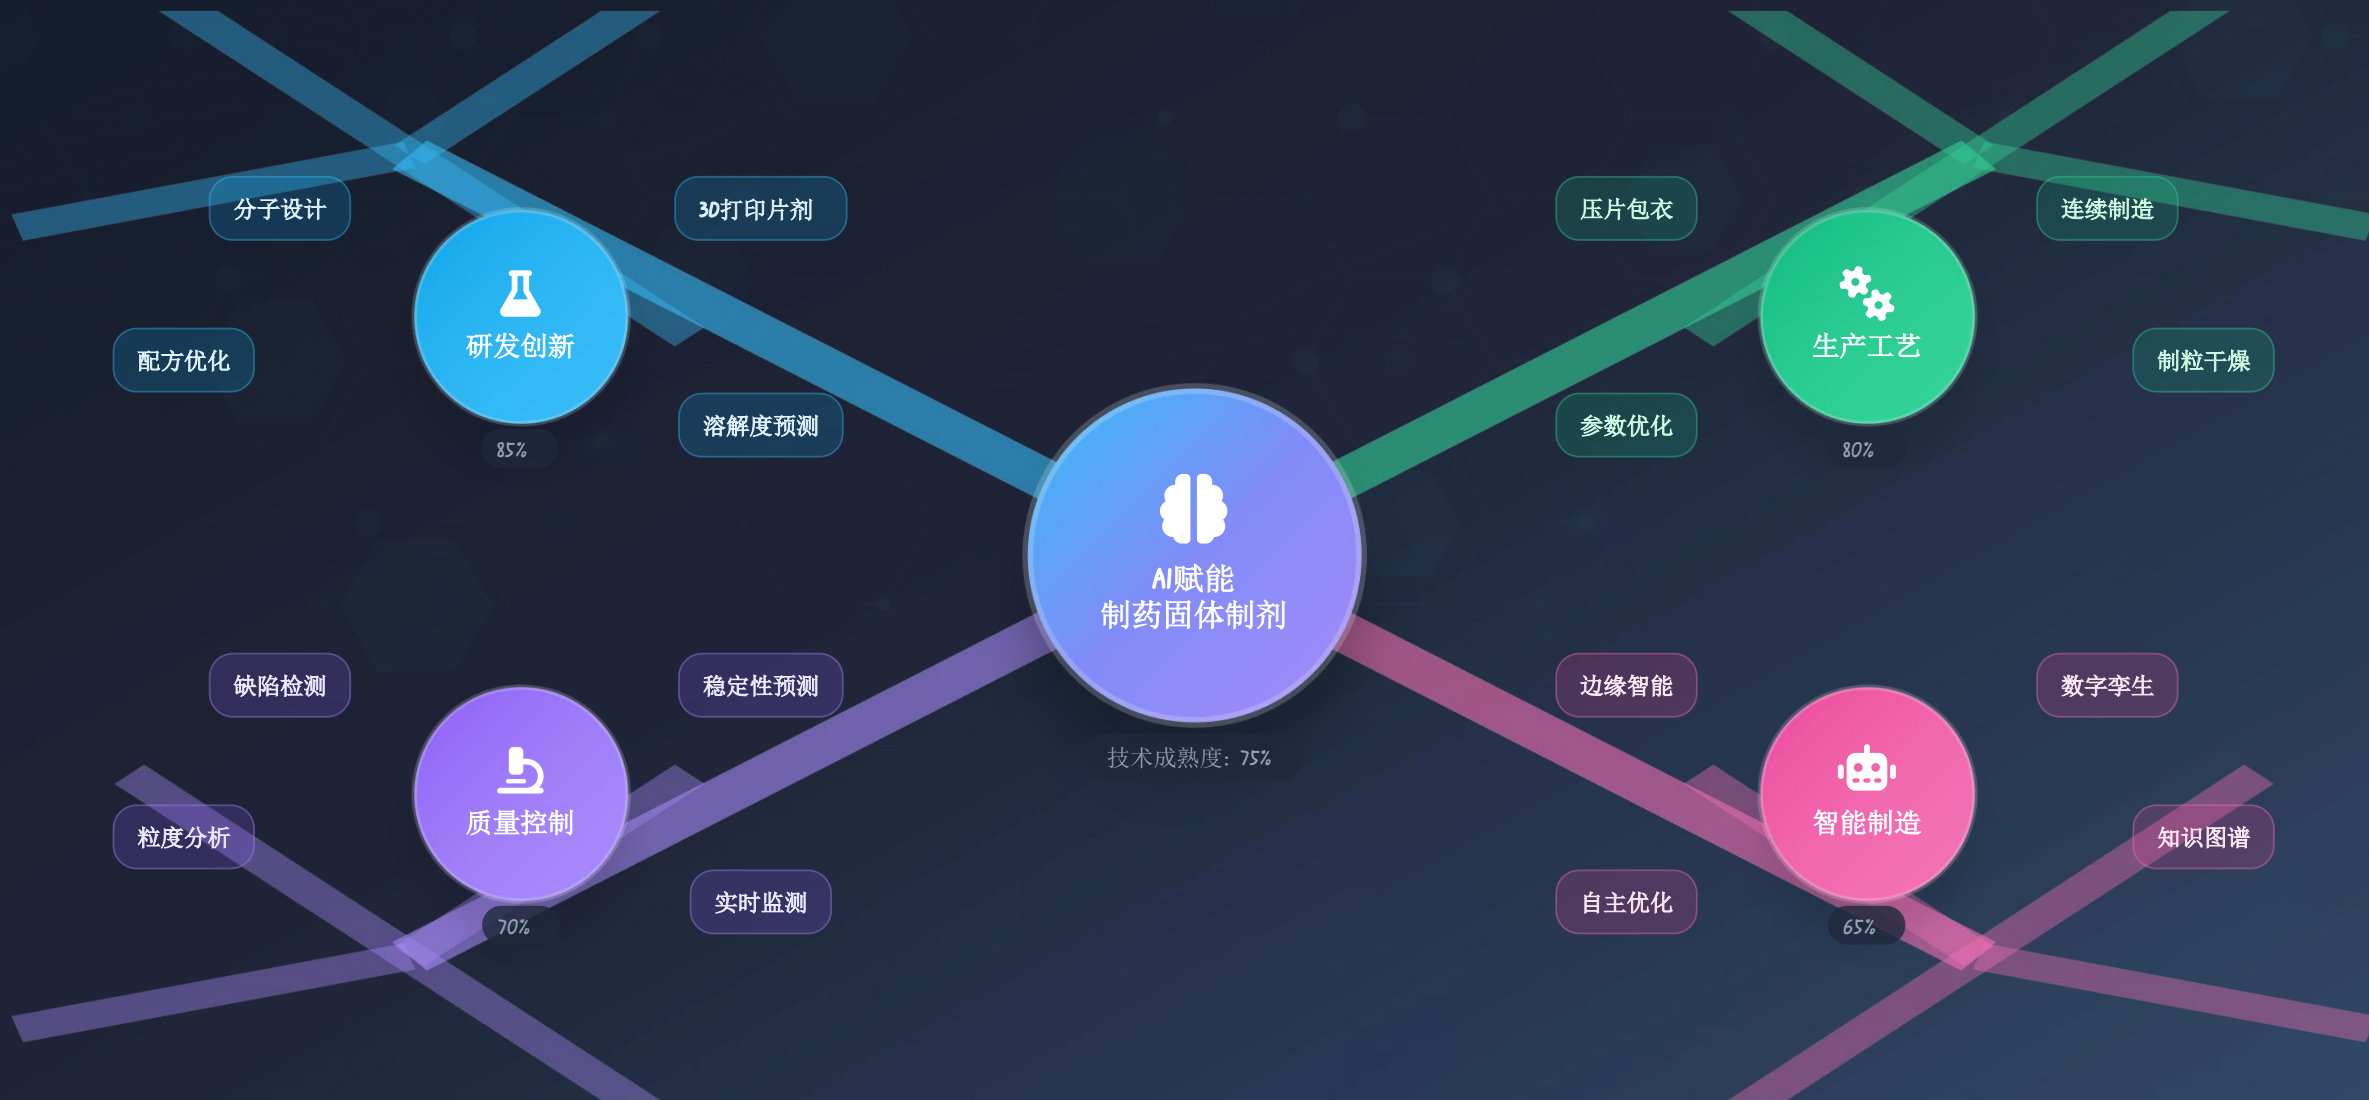 分子设计
3D打印片剂
研发创新
配方优化
溶解度预测
85%
压片包衣
连续制造
生产工艺
制粒干燥
参数优化
80%
AI赋能
制药固体制剂
技术成熟度: 75%
缺陷检测
稳定性预测
质量控制
粒度分析
实时监测
70%
边缘智能
数字孪生
智能制造
知识图谱
自主优化
65%